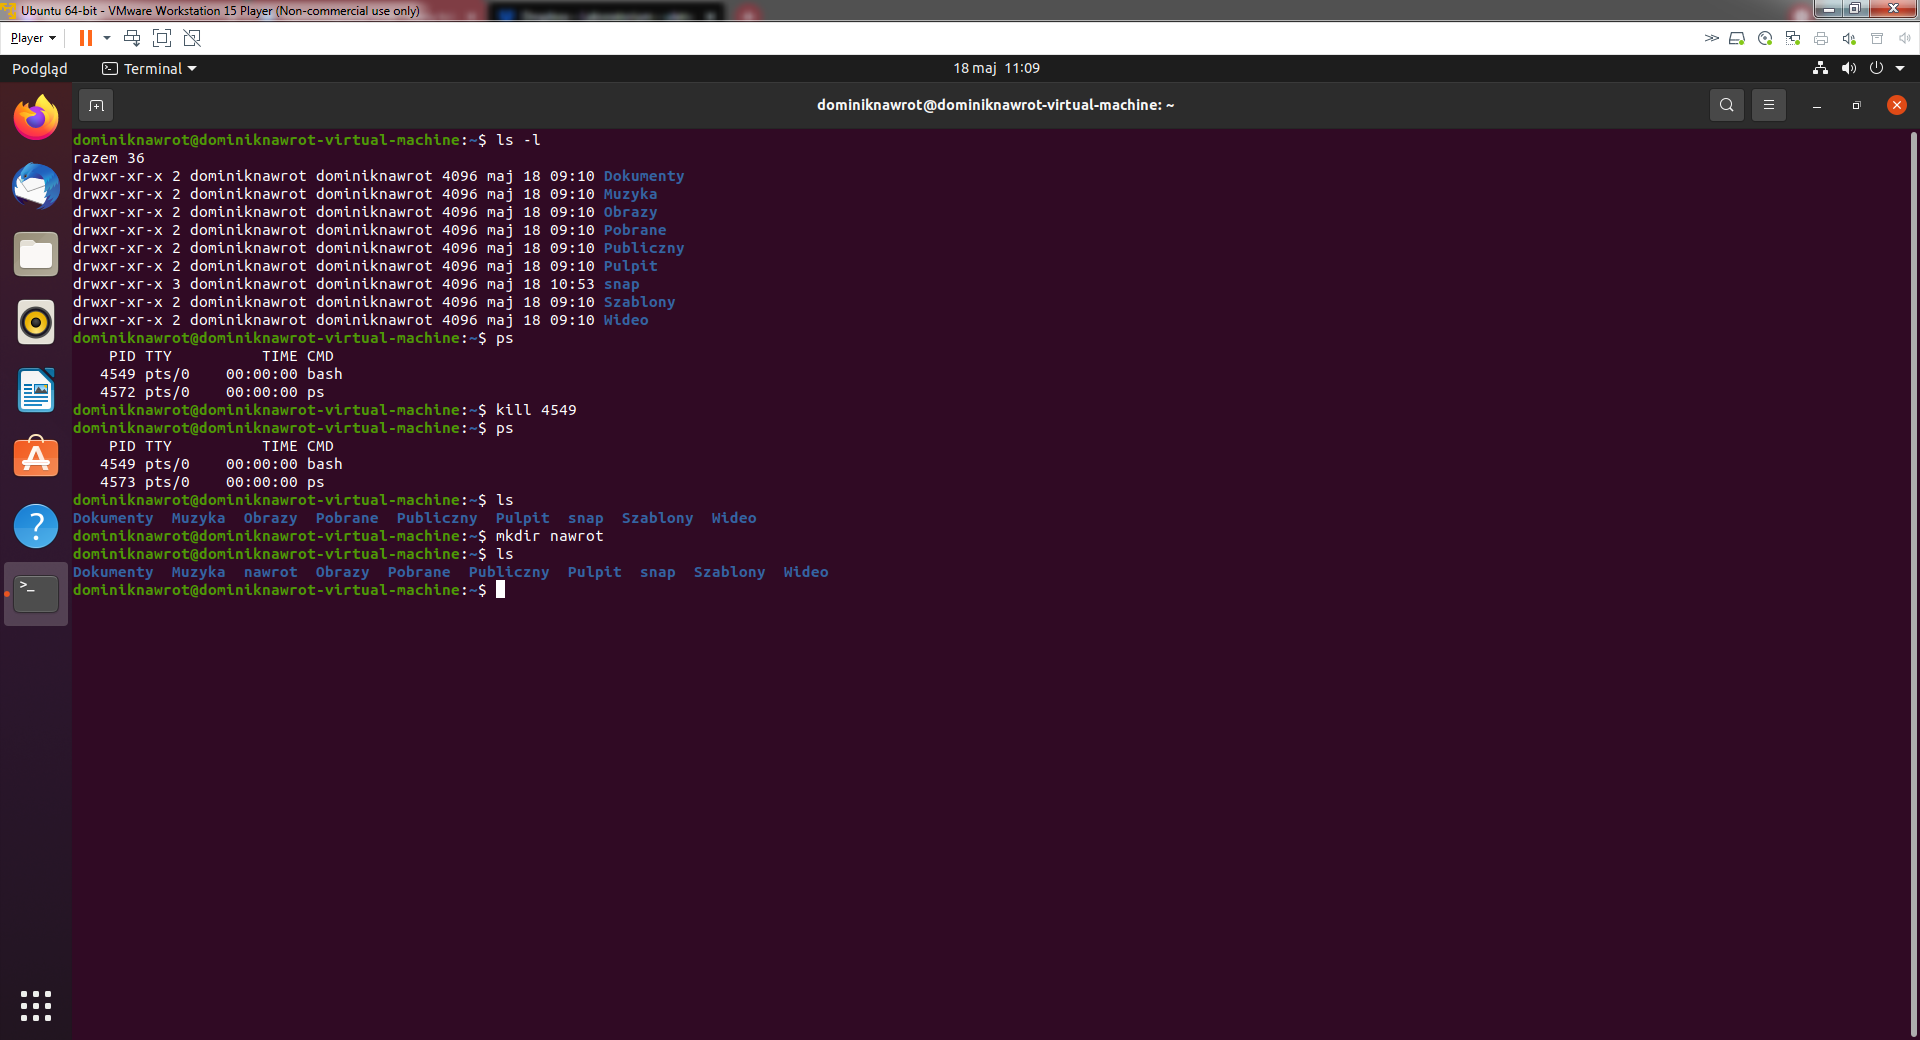 Ubuntu 64-bit - VMware Workstation 15 Player (Non-commercial use only)
Player
Podgląd Terminal 18 maj 11:09
dominiknawrot@dominiknawrot-virtual-machine: ~
dominiknawrot@dominiknawrot-virtual-machine:~$ ls -l
razem 36
drwxr-xr-x 2 dominiknawrot dominiknawrot 4096 maj 18 09:10 Dokumenty
drwxr-xr-x 2 dominiknawrot dominiknawrot 4096 maj 18 09:10 Muzyka
drwxr-xr-x 2 dominiknawrot dominiknawrot 4096 maj 18 09:10 Obrazy
drwxr-xr-x 2 dominiknawrot dominiknawrot 4096 maj 18 09:10 Pobrane
drwxr-xr-x 2 dominiknawrot dominiknawrot 4096 maj 18 09:10 Publiczny
drwxr-xr-x 2 dominiknawrot dominiknawrot 4096 maj 18 09:10 Pulpit
drwxr-xr-x 3 dominiknawrot dominiknawrot 4096 maj 18 10:53 snap
drwxr-xr-x 2 dominiknawrot dominiknawrot 4096 maj 18 09:10 Szablony
drwxr-xr-x 2 dominiknawrot dominiknawrot 4096 maj 18 09:10 Wideo
dominiknawrot@dominiknawrot-virtual-machine:~$ ps
    PID TTY          TIME CMD
   4549 pts/0    00:00:00 bash
   4572 pts/0    00:00:00 ps
dominiknawrot@dominiknawrot-virtual-machine:~$ kill 4549
dominiknawrot@dominiknawrot-virtual-machine:~$ ps
    PID TTY          TIME CMD
   4549 pts/0    00:00:00 bash
   4573 pts/0    00:00:00 ps
dominiknawrot@dominiknawrot-virtual-machine:~$ ls
Dokumenty  Muzyka  Obrazy  Pobrane  Publiczny  Pulpit  snap  Szablony  Wideo
dominiknawrot@dominiknawrot-virtual-machine:~$ mkdir nawrot
dominiknawrot@dominiknawrot-virtual-machine:~$ ls
Dokumenty  Muzyka  nawrot  Obrazy  Pobrane  Publiczny  Pulpit  snap  Szablony  Wideo
dominiknawrot@dominiknawrot-virtual-machine:~$